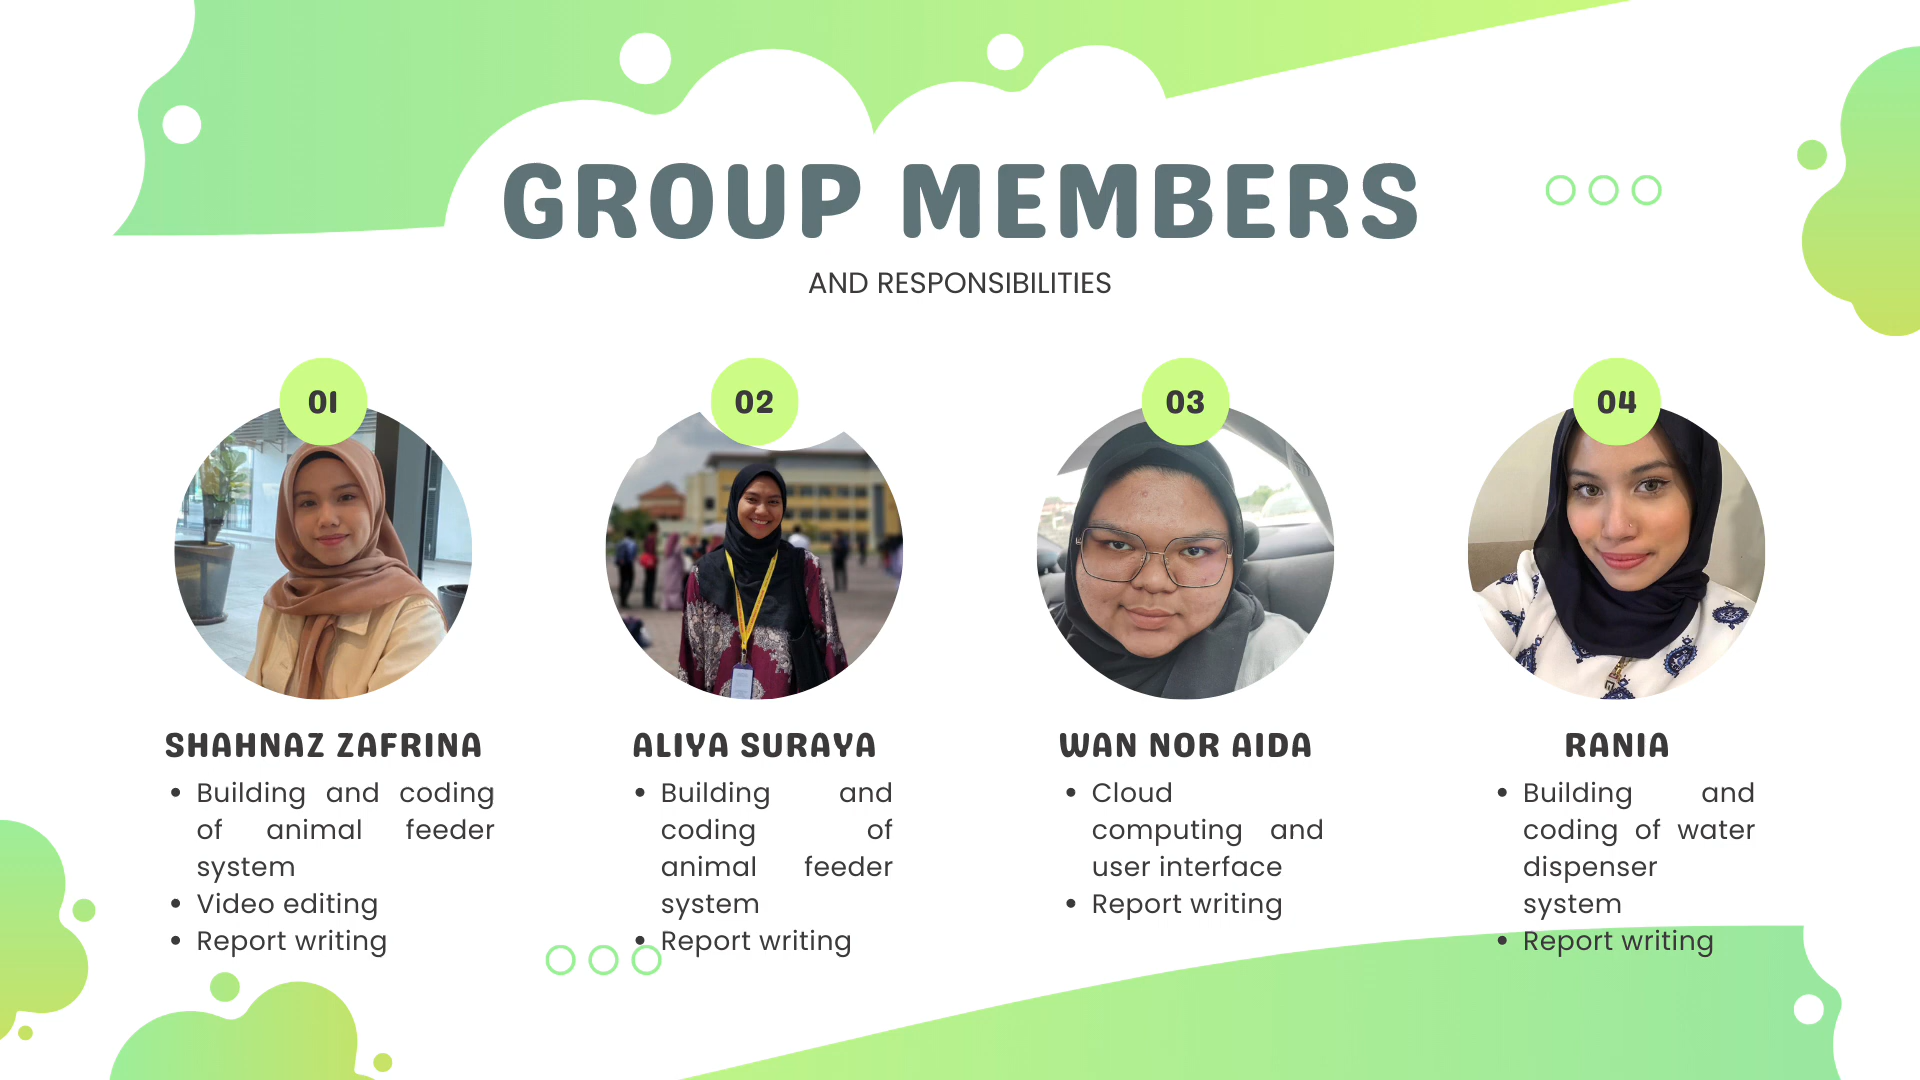 GROUP MEMBERS
AND RESPONSIBILITIES
01
SHAHNAZ ZAFRINA
• Building and coding
of animal feeder
system
• Video editing
• Report writing
02
ALIYA SURAYA
• Building and
coding of
animal feeder
system
• Report writing
03
WAN NOR AIDA
• Cloud
computing and
user interface
• Report writing
04
RANIA
• Building and
coding of water
dispenser
system
• Report writing